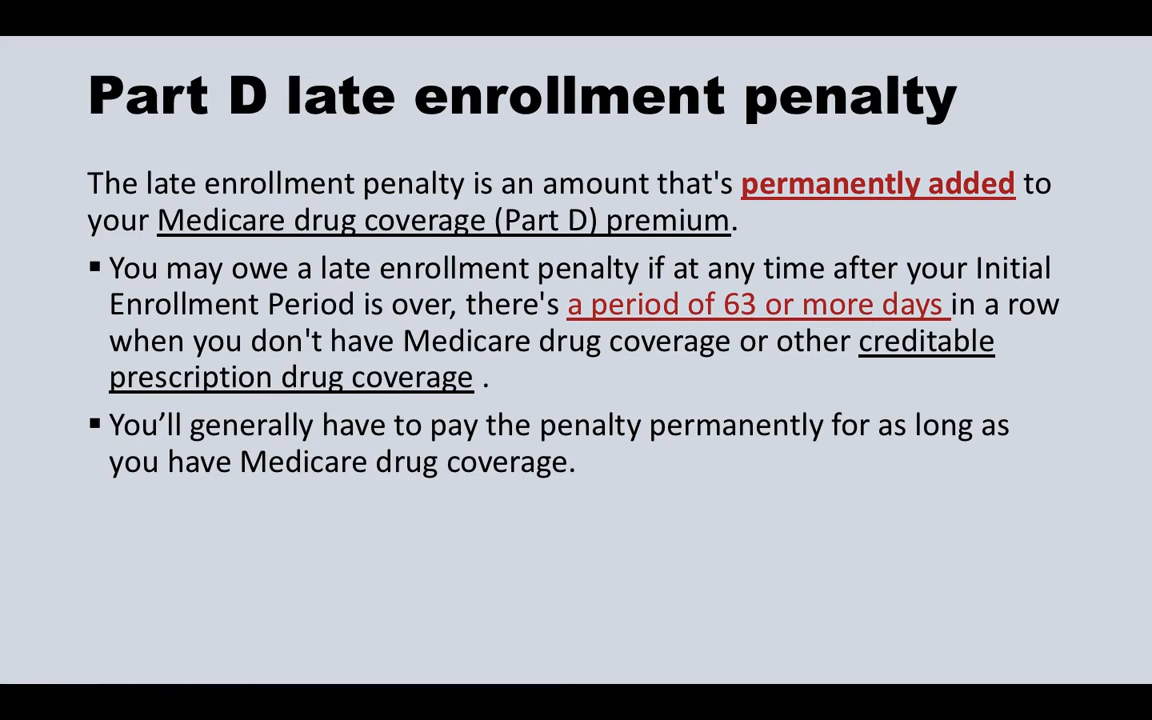 Part D late enrollment penalty
The late enrollment penalty is an amount that's permanently added to
your Medicare drug coverage (Part D) premium.
▪ You may owe a late enrollment penalty if at any time after your Initial
Enrollment Period is over, there's a period of 63 or more days in a row
when you don't have Medicare drug coverage or other creditable
prescription drug coverage .
▪ You’ll generally have to pay the penalty permanently for as long as
you have Medicare drug coverage.